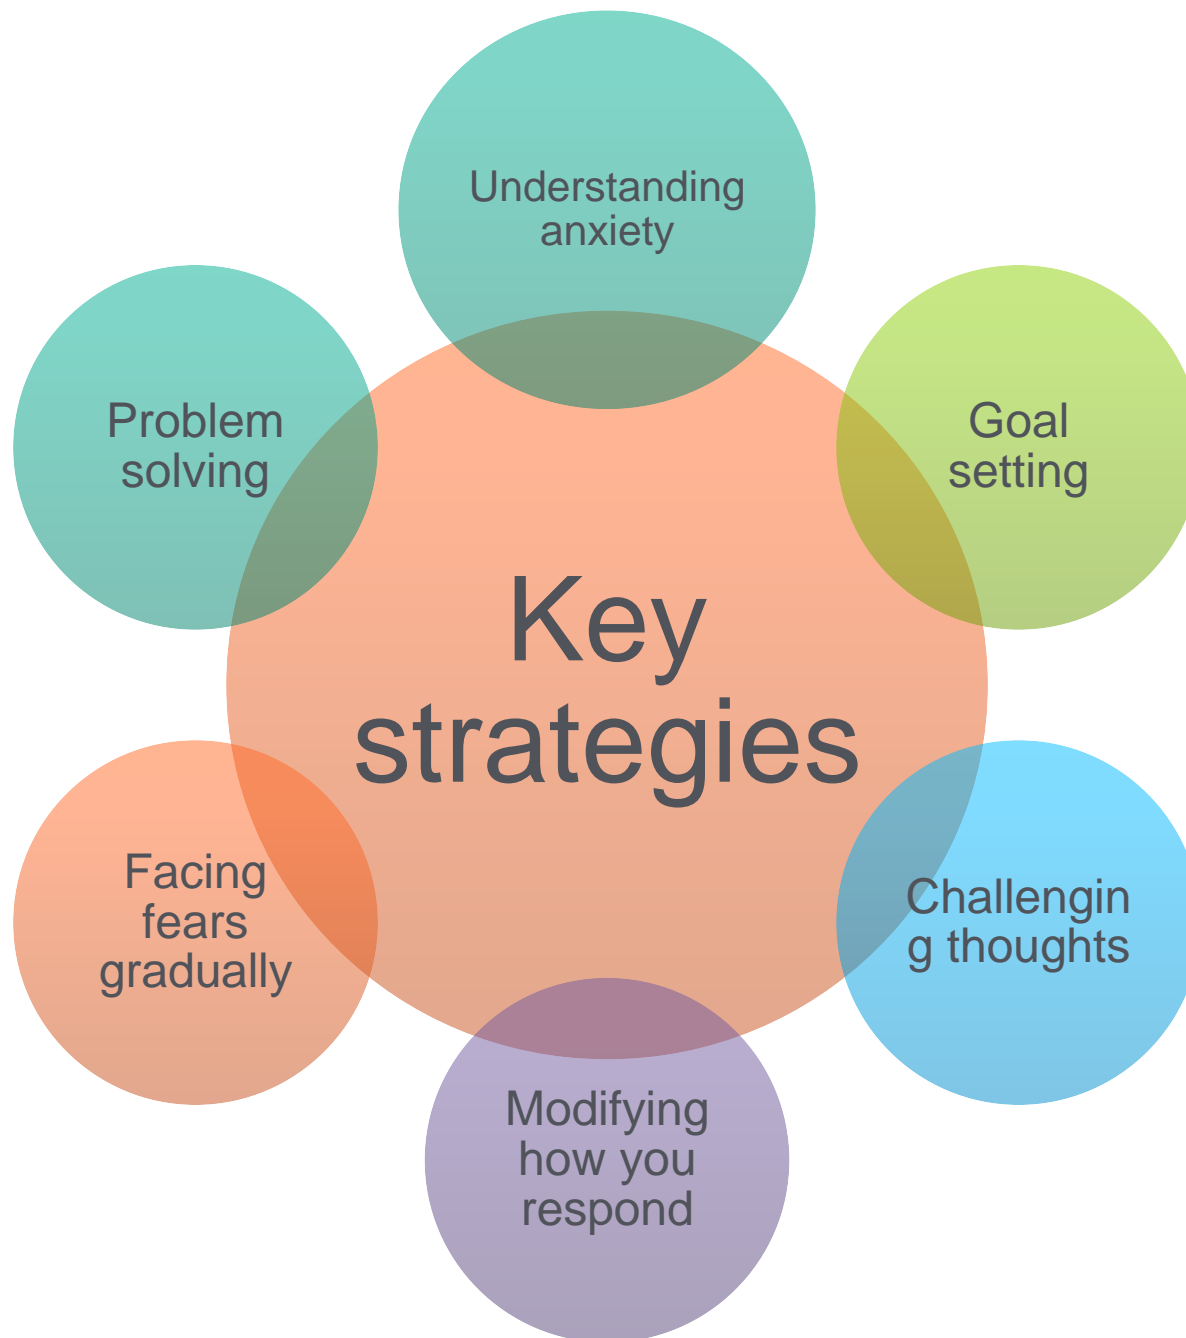 Understanding
anxiety
Goal
setting
Challengin
g thoughts
Modifying
how you
respond
Facing
fears
gradually
Problem
solving
Key
strategies